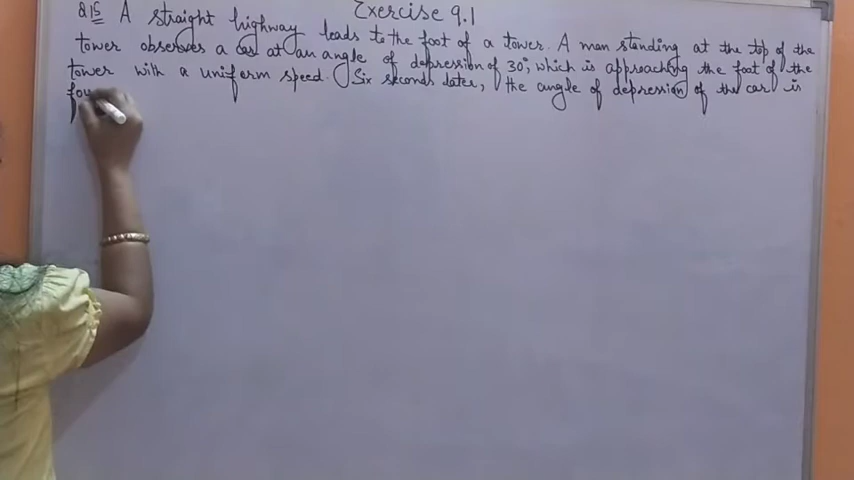 Exercise 9.1
Q15 A straight highway leads to the foot of a tower. A man standing at the top of the
tower observes a car at an angle of depression of 30°, which is approaching the foot of the
tower with a uniform speed. Six seconds later, the angle of depression of the car is
fou